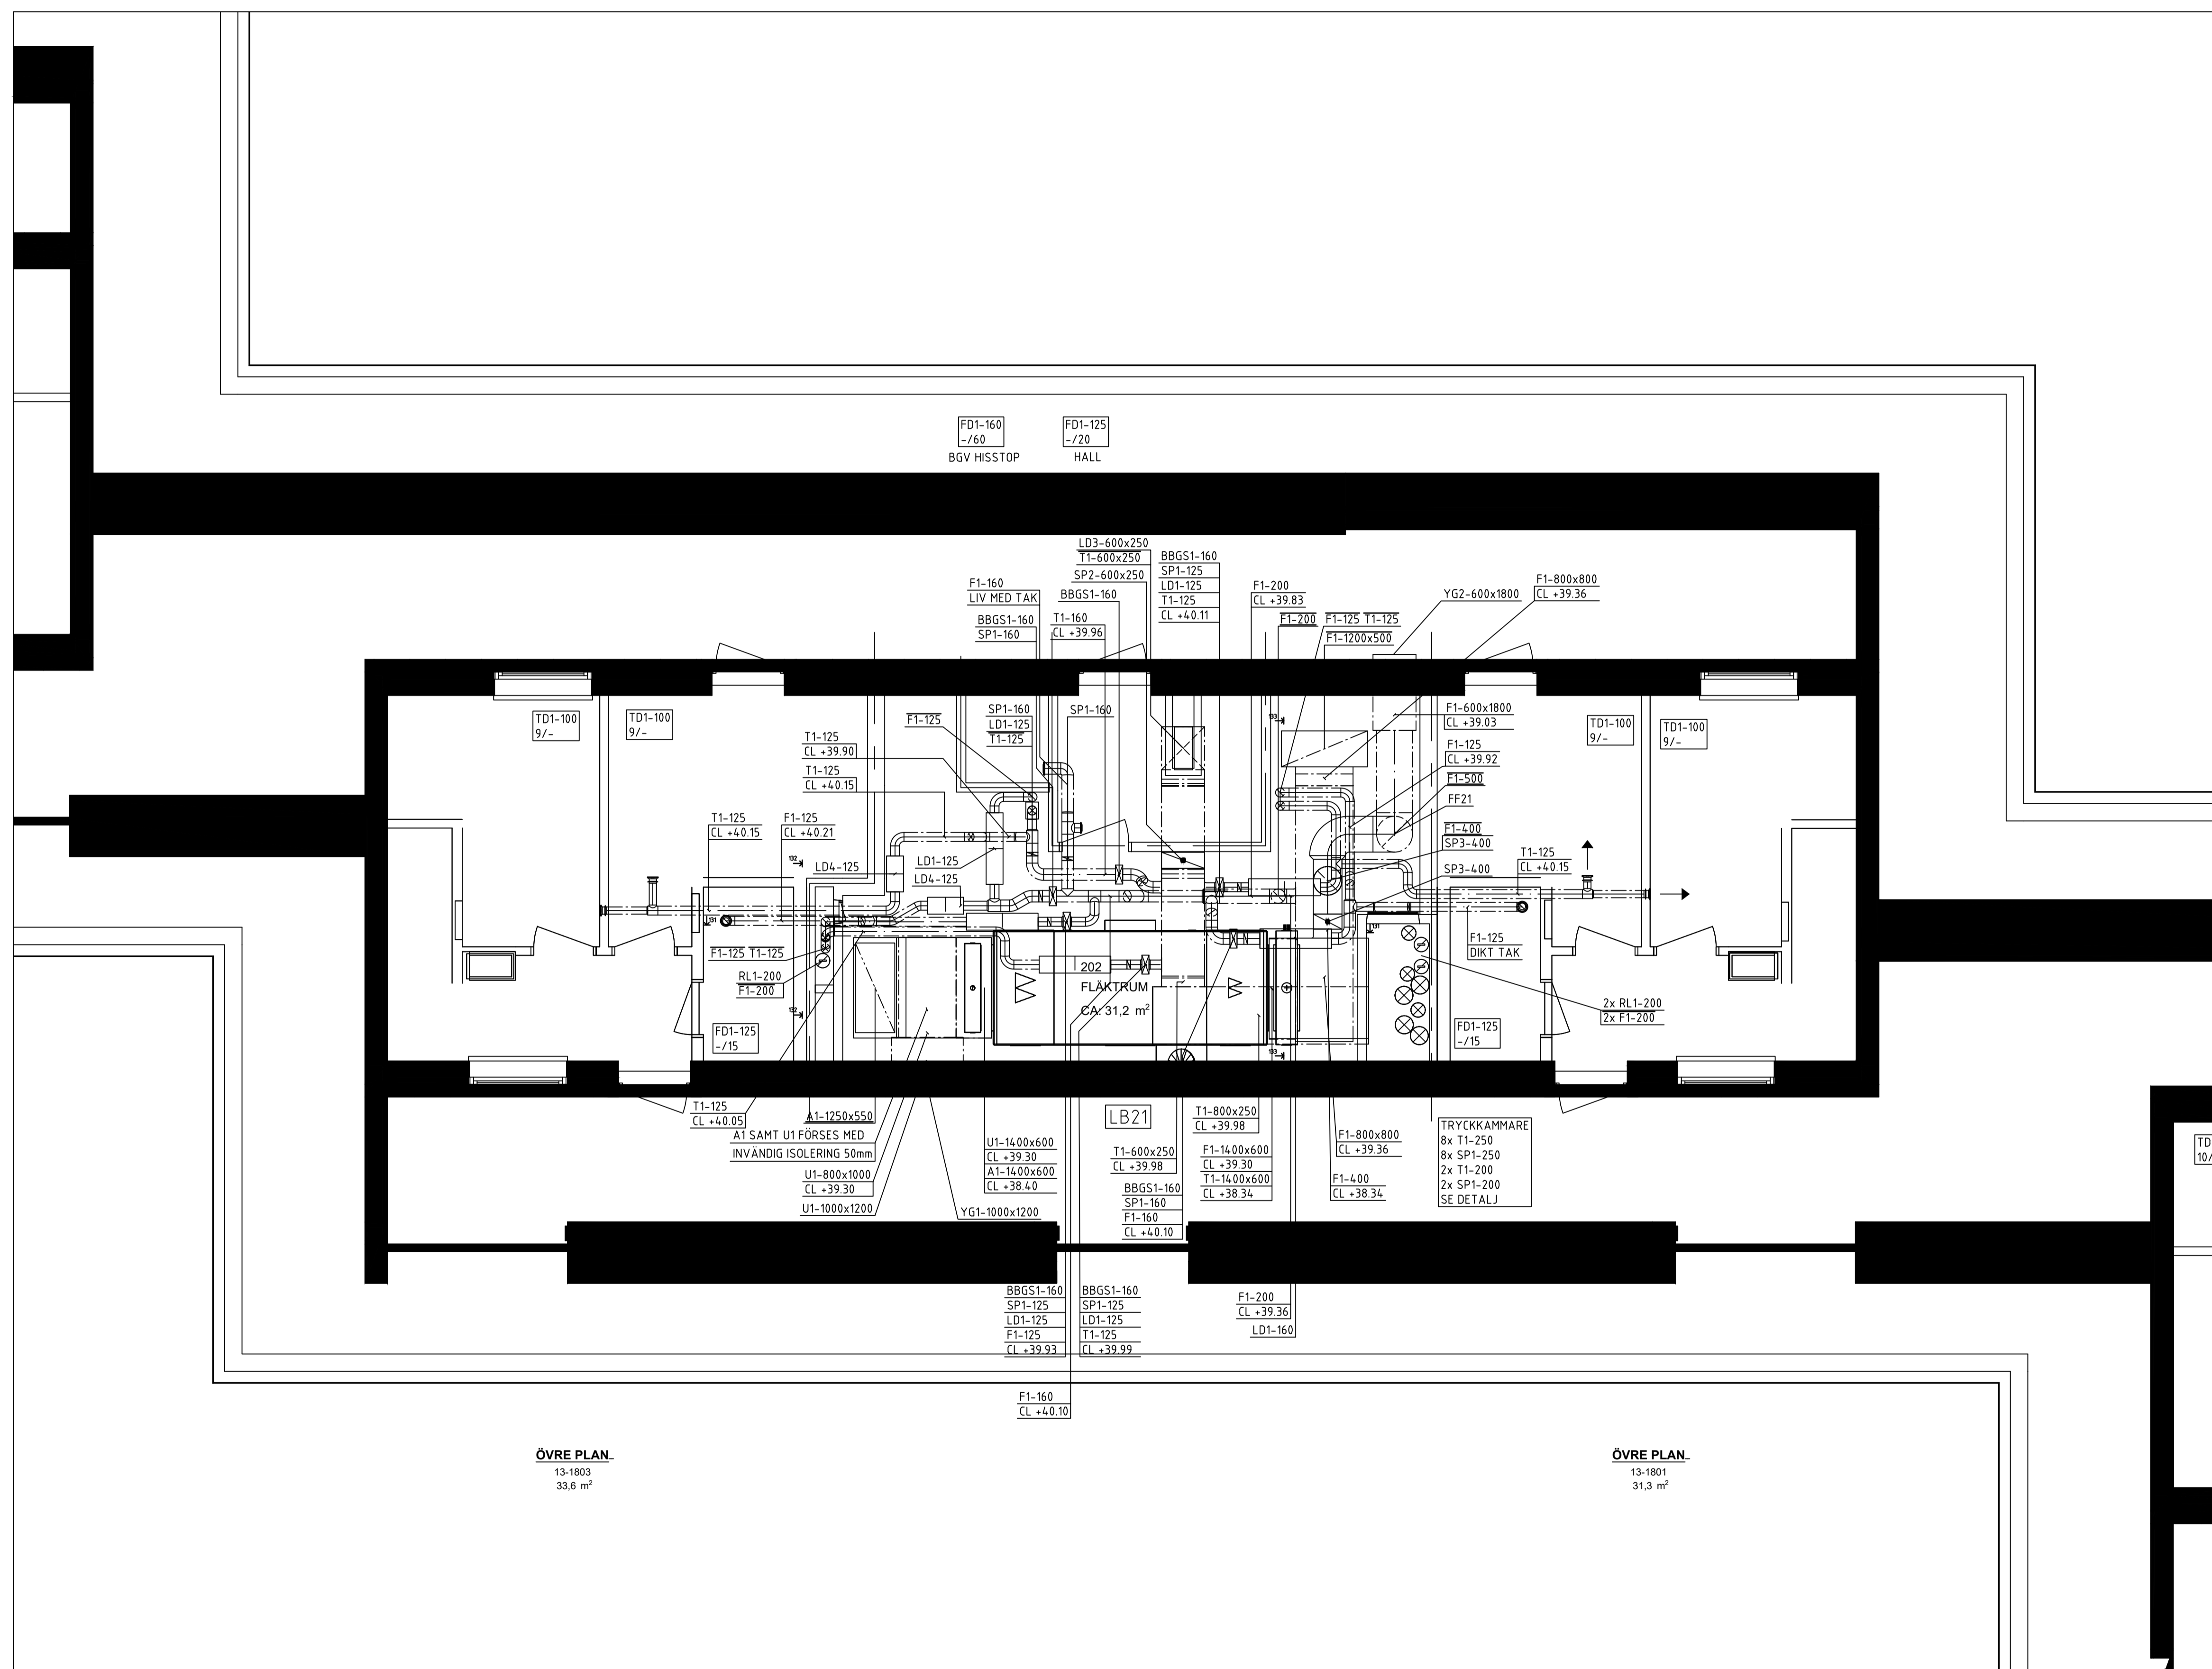 FD1-160
-/60
BGV HISSTOP
FD1-125
-/20
HALL
LD3-600x250
T1-600x250
SP2-600x250
BBGS1-160
SP1-125
LD1-125
T1-125
CL +40.11
F1-160
LIV MED TAK
BBGS1-160
BBGS1-160
SP1-160
T1-160
CL +39.96
F1-200
CL +39.83
F1-200
F1-125 T1-125
F1-1200x500
YG2-600x1800
F1-800x800
CL +39.36
TD1-100
9/-
TD1-100
9/-
F1-125
SP1-160
LD1-125
T1-125
SP1-160
T1-125
CL +39.90
T1-125
CL +40.15
T1-125
CL +40.15
F1-125
CL +40.21
LD4-125
LD1-125
LD4-125
132
131
133
F1-600x1800
CL +39.03
F1-125
CL +39.92
F1-500
FF21
F1-400
SP3-400
SP3-400
T1-125
CL +40.15
TD1-100
9/-
TD1-100
9/-
F1-125
DIKT TAK
131
F1-125 T1-125
RL1-200
F1-200
132
202
FLÄKTRUM
CA: 31,2 m²
133
2x RL1-200
2x F1-200
FD1-125
-/15
FD1-125
-/15
T1-125
CL +40.05
A1-1250x550
A1 SAMT U1 FÖRSES MED
INVÄNDIG ISOLERING 50mm
U1-800x1000
CL +39.30
U1-1000x1200
YG1-1000x1200
U1-1400x600
CL +39.30
A1-1400x600
CL +38.40
LB21
T1-600x250
CL +39.98
BBGS1-160
SP1-160
F1-160
CL +40.10
T1-800x250
CL +39.98
F1-1400x600
CL +39.30
T1-1400x600
CL +38.34
F1-800x800
CL +39.36
F1-400
CL +38.34
TRYCKKAMMARE
8x T1-250
8x SP1-250
2x T1-200
2x SP1-200
SE DETALJ
TD
10/
BBGS1-160
SP1-125
LD1-125
F1-125
CL +39.93
BBGS1-160
SP1-125
LD1-125
T1-125
CL +39.99
F1-200
CL +39.36
LD1-160
F1-160
CL +40.10
ÖVRE PLAN
13-1803
33,6 m²
ÖVRE PLAN
13-1801
31,3 m²